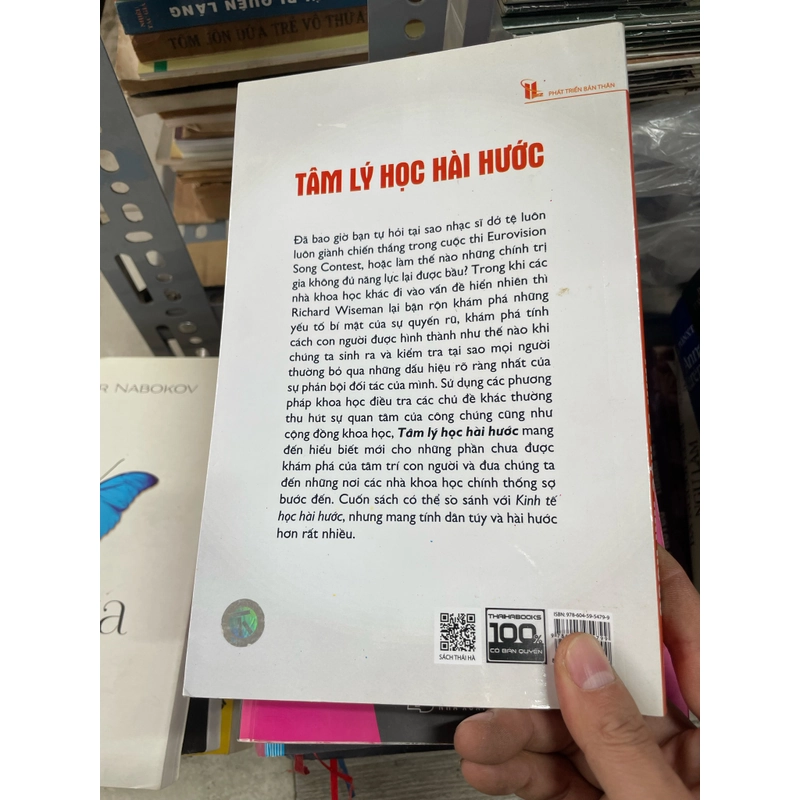 QUÊN LÃNG
TÔM JÔN ĐỨA TRẺ VÔ THỪA
PHÁT TRIỂN BẢN THÂN
TÂM LÝ HỌC HÀI HƯỚC
Đã bao giờ bạn tự hỏi tại sao nhạc sĩ dở tệ luôn
luôn giành chiến thắng trong cuộc thi Eurovision
Song Contest, hoặc làm thế nào những chính trị
gia không đủ năng lực lại được bầu? Trong khi các
nhà khoa học khác đi vào vấn đề hiển nhiên thì
Richard Wiseman lại bận rộn khám phá những
yếu tố bí mật của sự quyến rũ, khám phá tính
cách con người được hình thành như thế nào khi
chúng ta sinh ra và kiểm tra tại sao mọi người
thường bỏ qua những dấu hiệu rõ ràng nhất của
sự phản bội đối tác của mình. Sử dụng các phương
pháp khoa học điều tra các chủ đề khác thường
thu hút sự quan tâm của công chúng cũng như
cộng đồng khoa học, Tâm lý học hài hước mang
đến hiểu biết mới cho những phần chưa được
khám phá của tâm trí con người và đưa chúng ta
đến những nơi các nhà khoa học chính thống sợ
bước đến. Cuốn sách có thể so sánh với Kinh tế
học hài hước, nhưng mang tính dân túy và hài hước
hơn rất nhiều.
R NABOKOV
a
SÁCH THÁI HÀ
THAIHABOOKS
100%
CÓ BẢN QUYỀN
ISBN: 978-604-59-5479-9